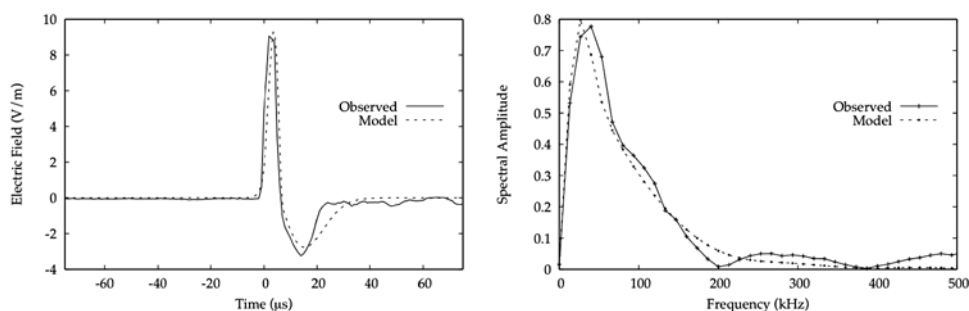 10
8
6
4
2
0
-2
-4
Electric Field (V/m)
Observed
Model
-60 -40 -20 0 20 40 60
Time (μs)
0.8
0.7
0.6
0.5
0.4
0.3
0.2
0.1
0
Spectral Amplitude
Observed
Model
0 100 200 300 400 500
Frequency (kHz)